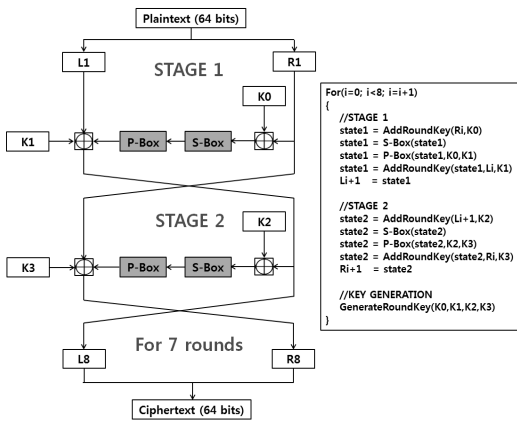 Plaintext (64 bits)
L1
R1
STAGE 1
K0
K1
P-Box
S-Box
STAGE 2
K2
K3
P-Box
S-Box
For 7 rounds
L8
R8
Ciphertext (64 bits)
For(i=0; i<8; i=i+1)
{
//STAGE 1
state1 = AddRoundKey(Ri,K0)
state1 = S-Box(state1)
state1 = P-Box(state1,K0,K1)
state1 = AddRoundKey(state1,Li,K1)
Li+1 = state1
//STAGE 2
state2 = AddRoundKey(Li+1,K2)
state2 = S-Box(state2)
state2 = P-Box(state2,K2,K3)
state2 = AddRoundKey(state2,Ri,K3)
Ri+1 = state2
//KEY GENERATION
GenerateRoundKey(K0,K1,K2,K3)
}